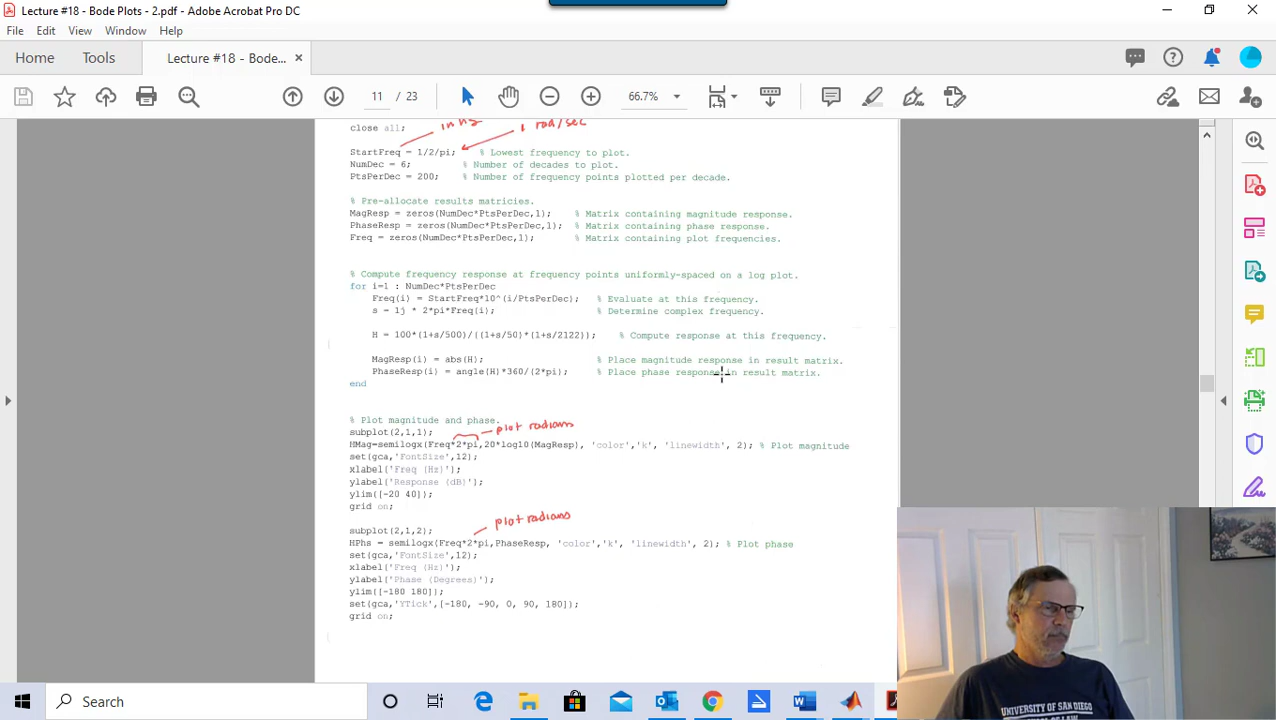 Lecture #18 - Bode Plots - 2.pdf - Adobe Acrobat Pro DC
File Edit View Window Help
Home Tools Lecture #18 - Bode... ×
11 / 23 66.7%
in Hz
1 rad/sec
close all;
StartFreq = 1/2/pi; % Lowest frequency to plot.
NumDec = 6; % Number of decades to plot.
PtsPerDec = 200; % Number of frequency points plotted per decade.
% Pre-allocate results matricies.
MagResp = zeros(NumDec*PtsPerDec,1); % Matrix containing magnitude response.
PhaseResp = zeros(NumDec*PtsPerDec,1); % Matrix containing phase response.
Freq = zeros(NumDec*PtsPerDec,1); % Matrix containing plot frequencies.
% Compute frequency response at frequency points uniformly-spaced on a log plot.
for i=1 : NumDec*PtsPerDec
Freq(i) = StartFreq*10^(i/PtsPerDec); % Evaluate at this frequency.
s = 1j * 2*pi*Freq(i); % Determine complex frequency.
H = 100*(1+s/500)/((1+s/50)*(1+s/2122)); % Compute response at this frequency.
MagResp(i) = abs(H); % Place magnitude response in result matrix.
PhaseResp(i) = angle(H)*360/(2*pi); % Place phase response in result matrix.
end
% Plot magnitude and phase.
plot radians
subplot(2,1,1);
HMag=semilogx(Freq*2*pi,20*log10(MagResp), 'color','k', 'linewidth', 2); % Plot magnitude
set(gca,'FontSize',12);
xlabel('Freq (Hz)');
ylabel('Response (dB)');
ylim([-20 40]);
grid on;
plot radians
subplot(2,1,2);
HPhs = semilogx(Freq*2*pi,PhaseResp, 'color','k', 'linewidth', 2); % Plot phase
set(gca,'FontSize',12);
xlabel('Freq (Hz)');
ylabel('Phase (Degrees)');
ylim([-180 180]);
set(gca,'YTick',[-180, -90, 0, 90, 180]);
grid on;
UNIVERSITY OF SAN DIEGO
Search